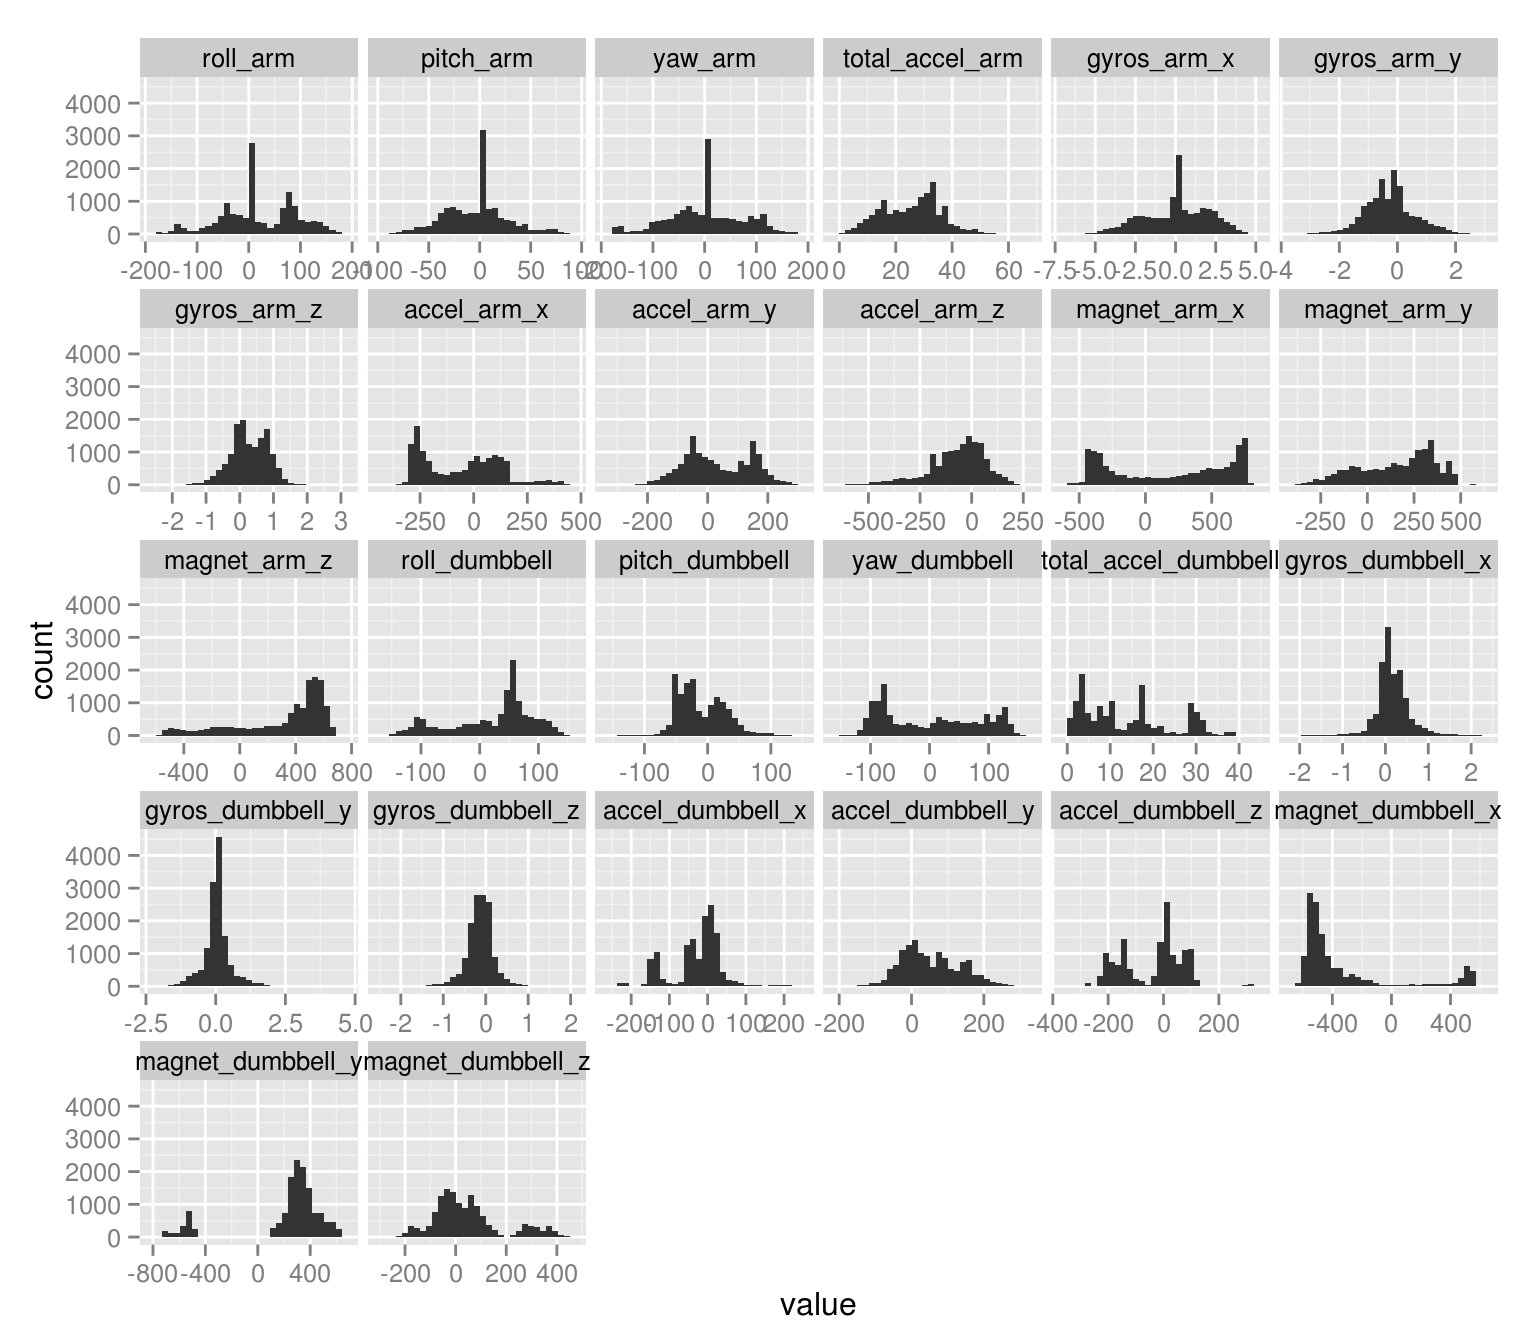 roll_arm pitch_arm yaw_arm total_accel_arm gyros_arm_x gyros_arm_y
4000
3000
2000
1000
0
-200 -100 0 100 200 -100 -50 0 50 100 -200 -100 0 100 200 0 20 40 60 -7.5 -5.0 -2.5 0.0 2.5 5.0 -4 -2 0 2
gyros_arm_z accel_arm_x accel_arm_y accel_arm_z magnet_arm_x magnet_arm_y
4000
3000
2000
1000
0
-2 -1 0 1 2 3 -250 0 250 500 -200 0 200 -500 -250 0 250 -500 0 500 -250 0 250 500
magnet_arm_z roll_dumbbell pitch_dumbbell yaw_dumbbell total_accel_dumbbell gyros_dumbbell_x
4000
3000
2000
1000
0
-400 0 400 800 -100 0 100 -100 0 100 -100 0 100 0 10 20 30 40 -2 -1 0 1 2
count
gyros_dumbbell_y gyros_dumbbell_z accel_dumbbell_x accel_dumbbell_y accel_dumbbell_z magnet_dumbbell_x
4000
3000
2000
1000
0
-2.5 0.0 2.5 5.0 -2 -1 0 1 2 -200 -100 0 100 200 -200 0 200 -400 -200 0 200 -400 0 400
magnet_dumbbell_y magnet_dumbbell_z
4000
3000
2000
1000
0
-800 -400 0 400 -200 0 200 400
value